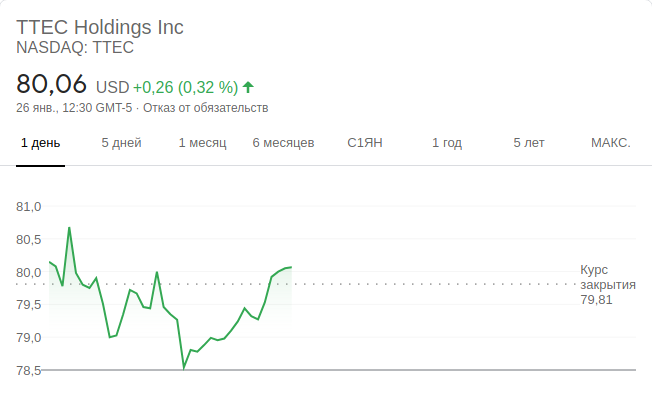 TTEC Holdings Inc
NASDAQ: TTEC
80,06 USD +0,26 (0,32 %)
26 янв., 12:30 GMT-5 · Отказ от обязательств
1 день 5 дней 1 месяц 6 месяцев С1ЯН 1 год 5 лет МАКС.
81,0
80,5
80,0
79,5
79,0
78,5
Курс
закрытия
79,81